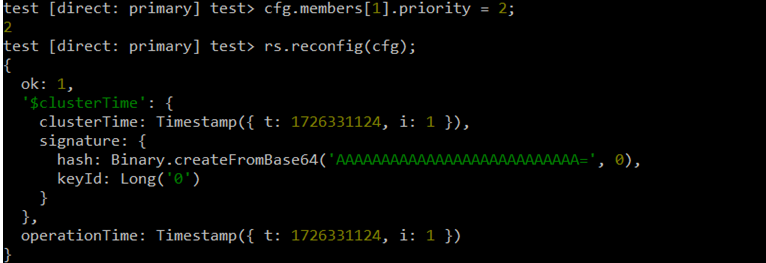 test [direct: primary] test> cfg.members[1].priority = 2;
2
test [direct: primary] test> rs.reconfig(cfg);
{
  ok: 1,
  '$clusterTime': {
    clusterTime: Timestamp({ t: 1726331124, i: 1 }),
    signature: {
      hash: Binary.createFromBase64('AAAAAAAAAAAAAAAAAAAAAAAAAAA=', 0),
      keyId: Long('0')
    }
  },
  operationTime: Timestamp({ t: 1726331124, i: 1 })
}